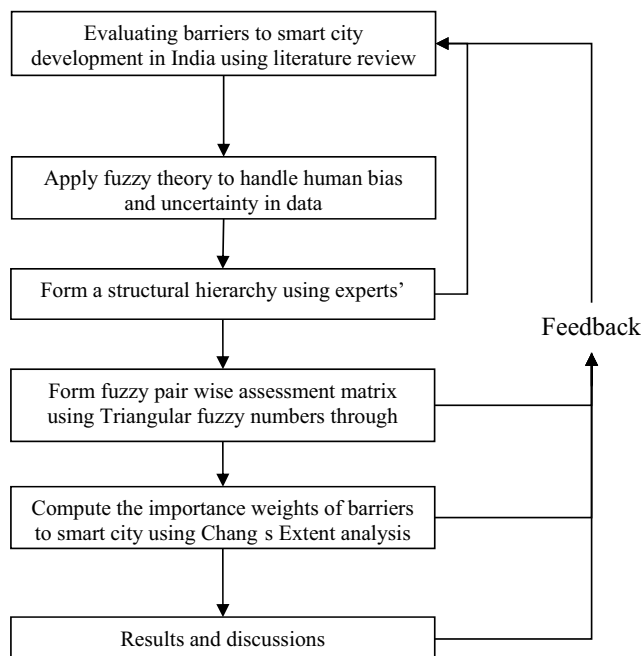 Evaluating barriers to smart city
development in India using literature review
Apply fuzzy theory to handle human bias
and uncertainty in data
Form a structural hierarchy using experts’
Feedback
Form fuzzy pair wise assessment matrix
using Triangular fuzzy numbers through
Compute the importance weights of barriers
to smart city using Chang s Extent analysis
Results and discussions